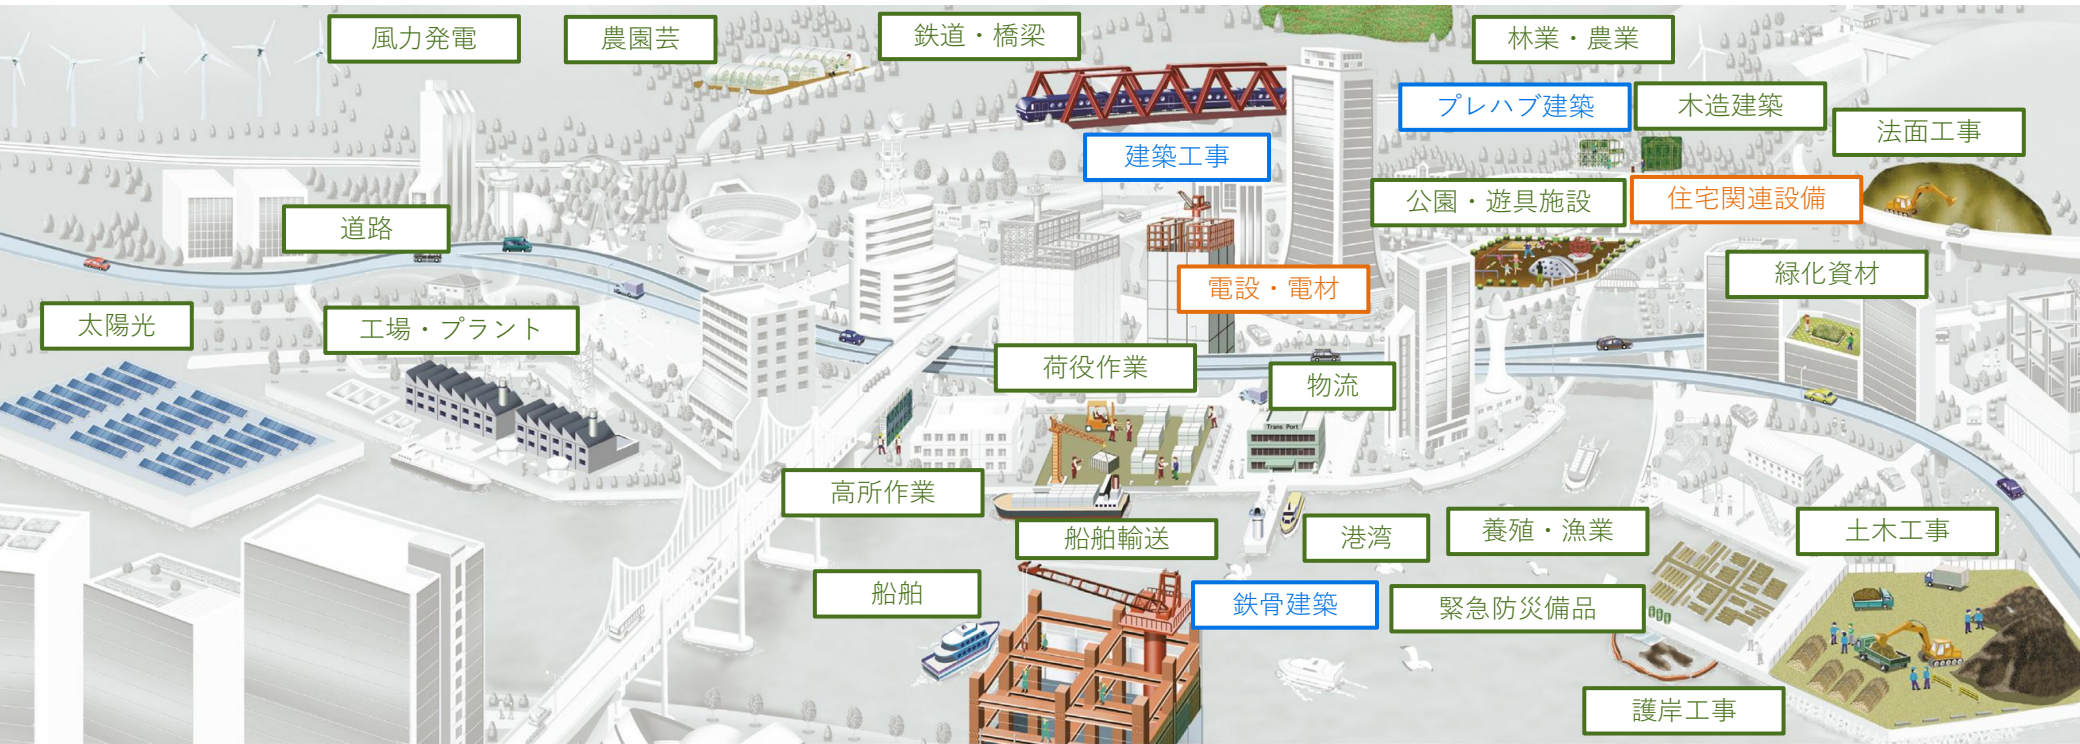 風力発電
農園芸
鉄道・橋梁
林業・農業
プレハブ建築
木造建築
法面工事
建築工事
公園・遊具施設
住宅関連設備
道路
電設・電材
緑化資材
太陽光
工場・プラント
荷役作業
物流
Trans Port
高所作業
船舶輸送
港湾
養殖・漁業
土木工事
船舶
鉄骨建築
緊急防災備品
護岸工事